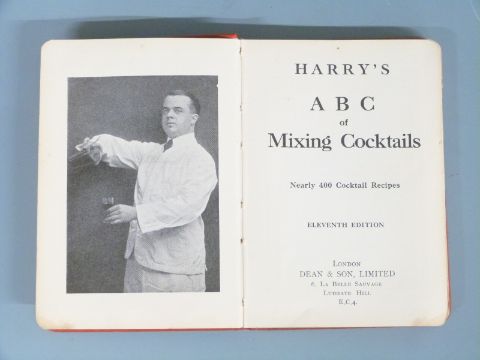 HARRY'S
A B C
of
Mixing Cocktails
Nearly 400 Cocktail Recipes
ELEVENTH EDITION
LONDON
DEAN & SON, LIMITED
6, LA BELLE SAUVAGE
LUDGATE HILL
E.C.4.